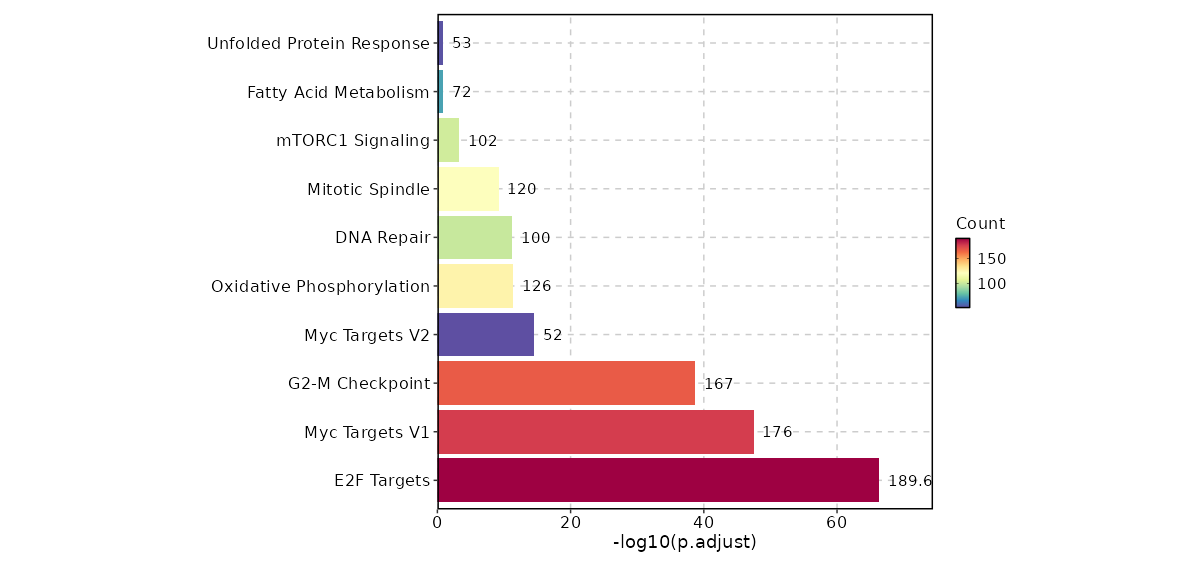 Unfolded Protein Response 53
Fatty Acid Metabolism 72
mTORC1 Signaling 102
Mitotic Spindle 120
DNA Repair 100
Oxidative Phosphorylation 126
Myc Targets V2 52
G2-M Checkpoint 167
Myc Targets V1 176
E2F Targets 189.6
0 20 40 60
-log10(p.adjust)
Count
150
100